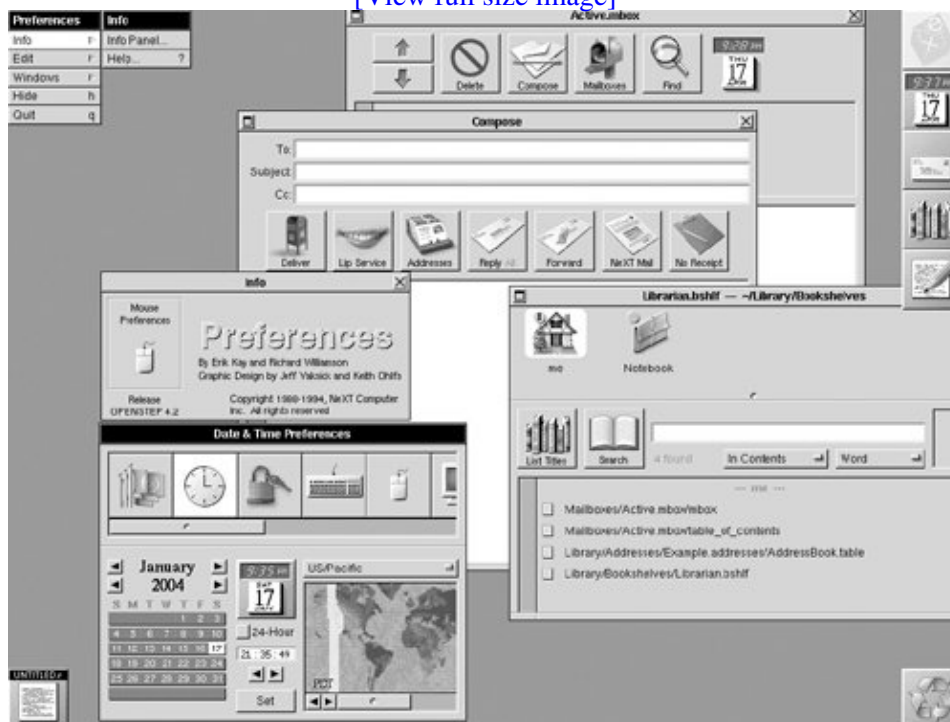 [View full size image]
Preferences
Info
Edit
Windows
Hide h
Quit q
Info
Info Panel...
Help... ?
Active.mbox
Delete
Compose
Mailboxes
Find
THU
17
Compose
To:
Subject:
Cc:
Deliver
Lip Service
Addresses
Reply All
Forward
NeXT Mail
No Receipt
THU
17
Info
Mouse
Preferences
Preferences
By Erik Kay and Richard Williamson
Graphic Design by Jeff Yaksick and Keith Ohlfs
Release
OPENSTEP 4.2
Copyright 1988-1994, NeXT Computer
Inc. All rights reserved
Librarian.bshlf — ~/Library/Bookshelves
me
Notebook
List Titles
Search
4 found
In Contents
Word
--- me ---
Mailboxes/Active.mbox/mbox
Mailboxes/Active.mbox/table_of_contents
Library/Addresses/Example.addresses/AddressBook.table
Library/Bookshelves/Librarian.bshlf
Date & Time Preferences
January
2004
S M T W T F S
1 2 3
4 5 6 7 8 9 10
11 12 13 14 15 16 17
18 19 20 21 22 23 24
25 26 27 28 29 30 31
SAT
17
JAN
24-Hour
21:35:49
Set
US/Pacific
PDT
UNTITLED